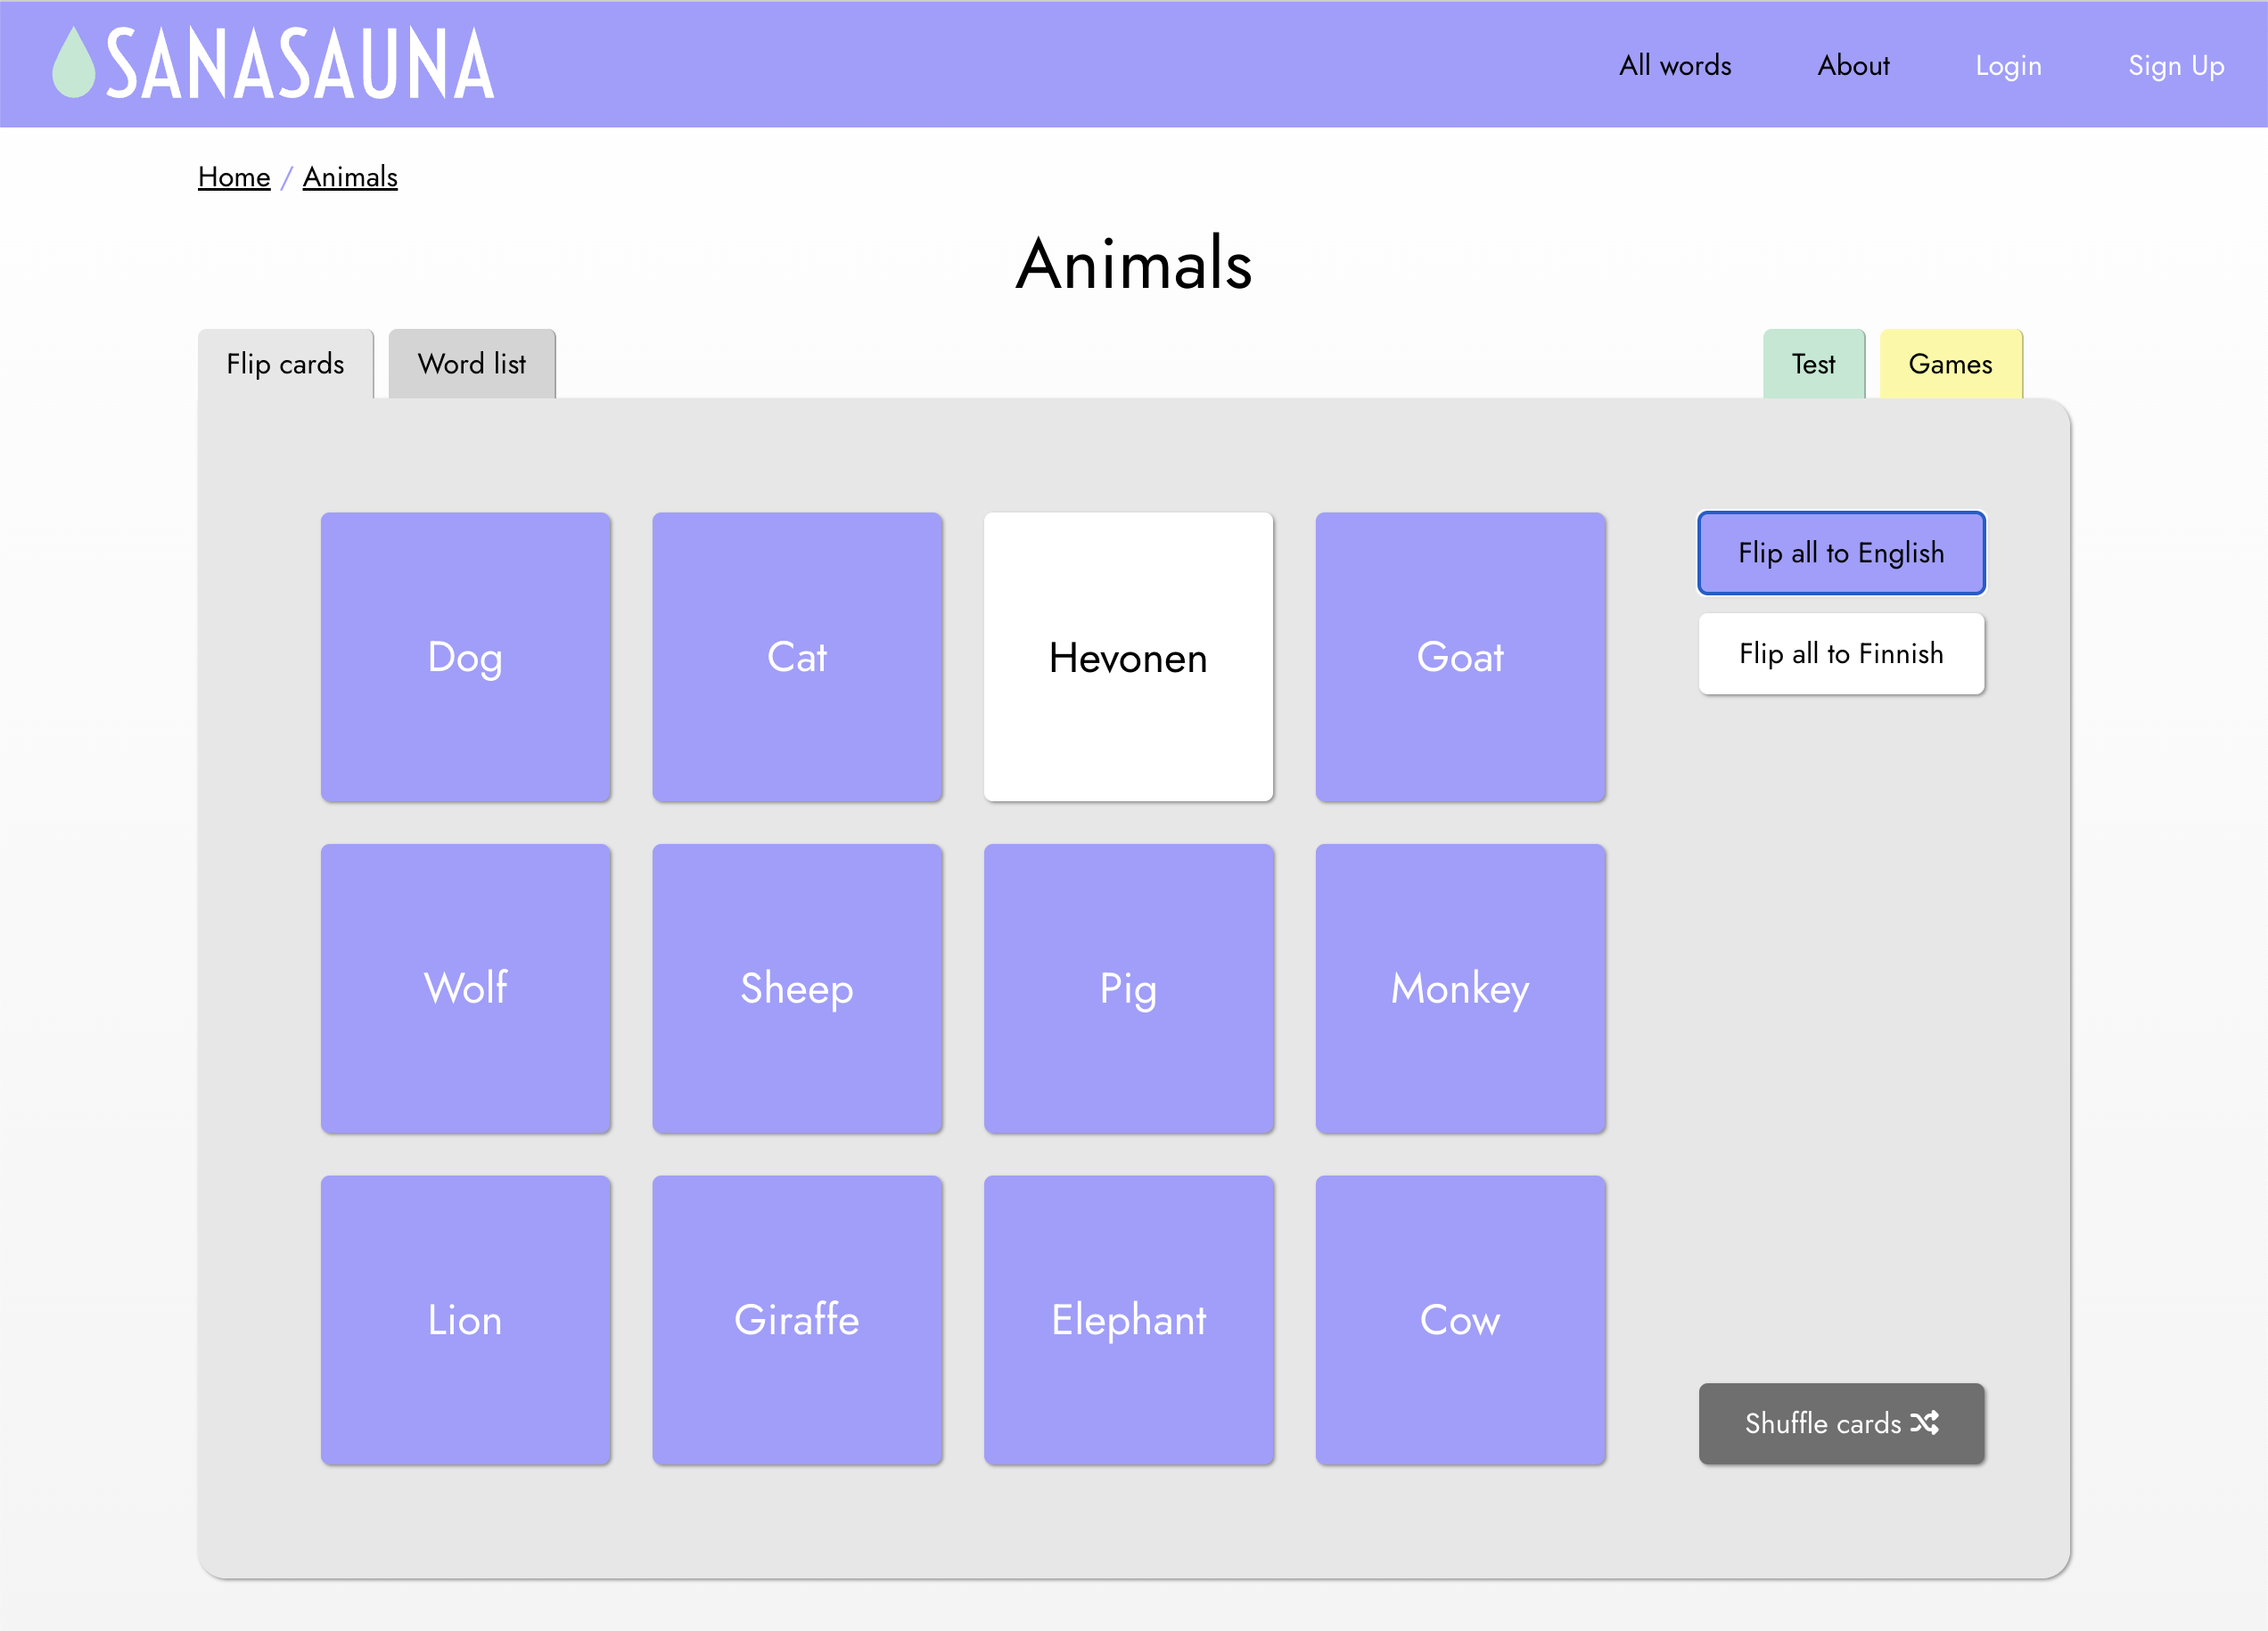 SANASAUNA
All words
About
Login
Sign Up
Home / Animals
Animals
Flip cards
Word list
Test
Games
Dog
Cat
Hevonen
Goat
Flip all to English
Flip all to Finnish
Wolf
Sheep
Pig
Monkey
Lion
Giraffe
Elephant
Cow
Shuffle cards